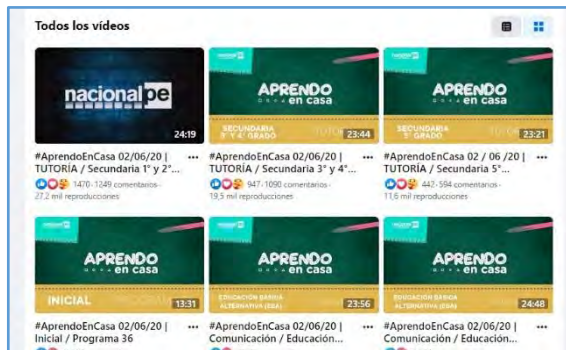 Todos los vídeos
nacional pe
24:19
#AprendoEnCasa 02/06/20 |
TUTORÍA / Secundaria 1° y 2°...
1470·1249 comentarios ·
27,2 mil reproducciones
APRENDO
en casa
SECUNDARIA
3° Y 4° GRADO
23:44
#AprendoEnCasa 02/06/20 |
TUTORÍA / Secundaria 3° y 4°...
947·1090 comentarios ·
19,5 mil reproducciones
APRENDO
en casa
SECUNDARIA
5° GRADO
23:21
#AprendoEnCasa 02 / 06 /20 |
TUTORÍA / Secundaria 5°...
442·594 comentarios ·
11,6 mil reproducciones
APRENDO
en casa
INICIAL
13:31
#AprendoEnCasa 02/06/20 |
Inicial / Programa 36
APRENDO
en casa
EDUCACIÓN BÁSICA
ALTERNATIVA (EBA)
23:56
#AprendoEnCasa 02/06/20 |
Comunicación / Educación...
APRENDO
en casa
EDUCACIÓN BÁSICA
ALTERNATIVA (EBA)
24:48
#AprendoEnCasa 02/06/20 |
Comunicación / Educación...